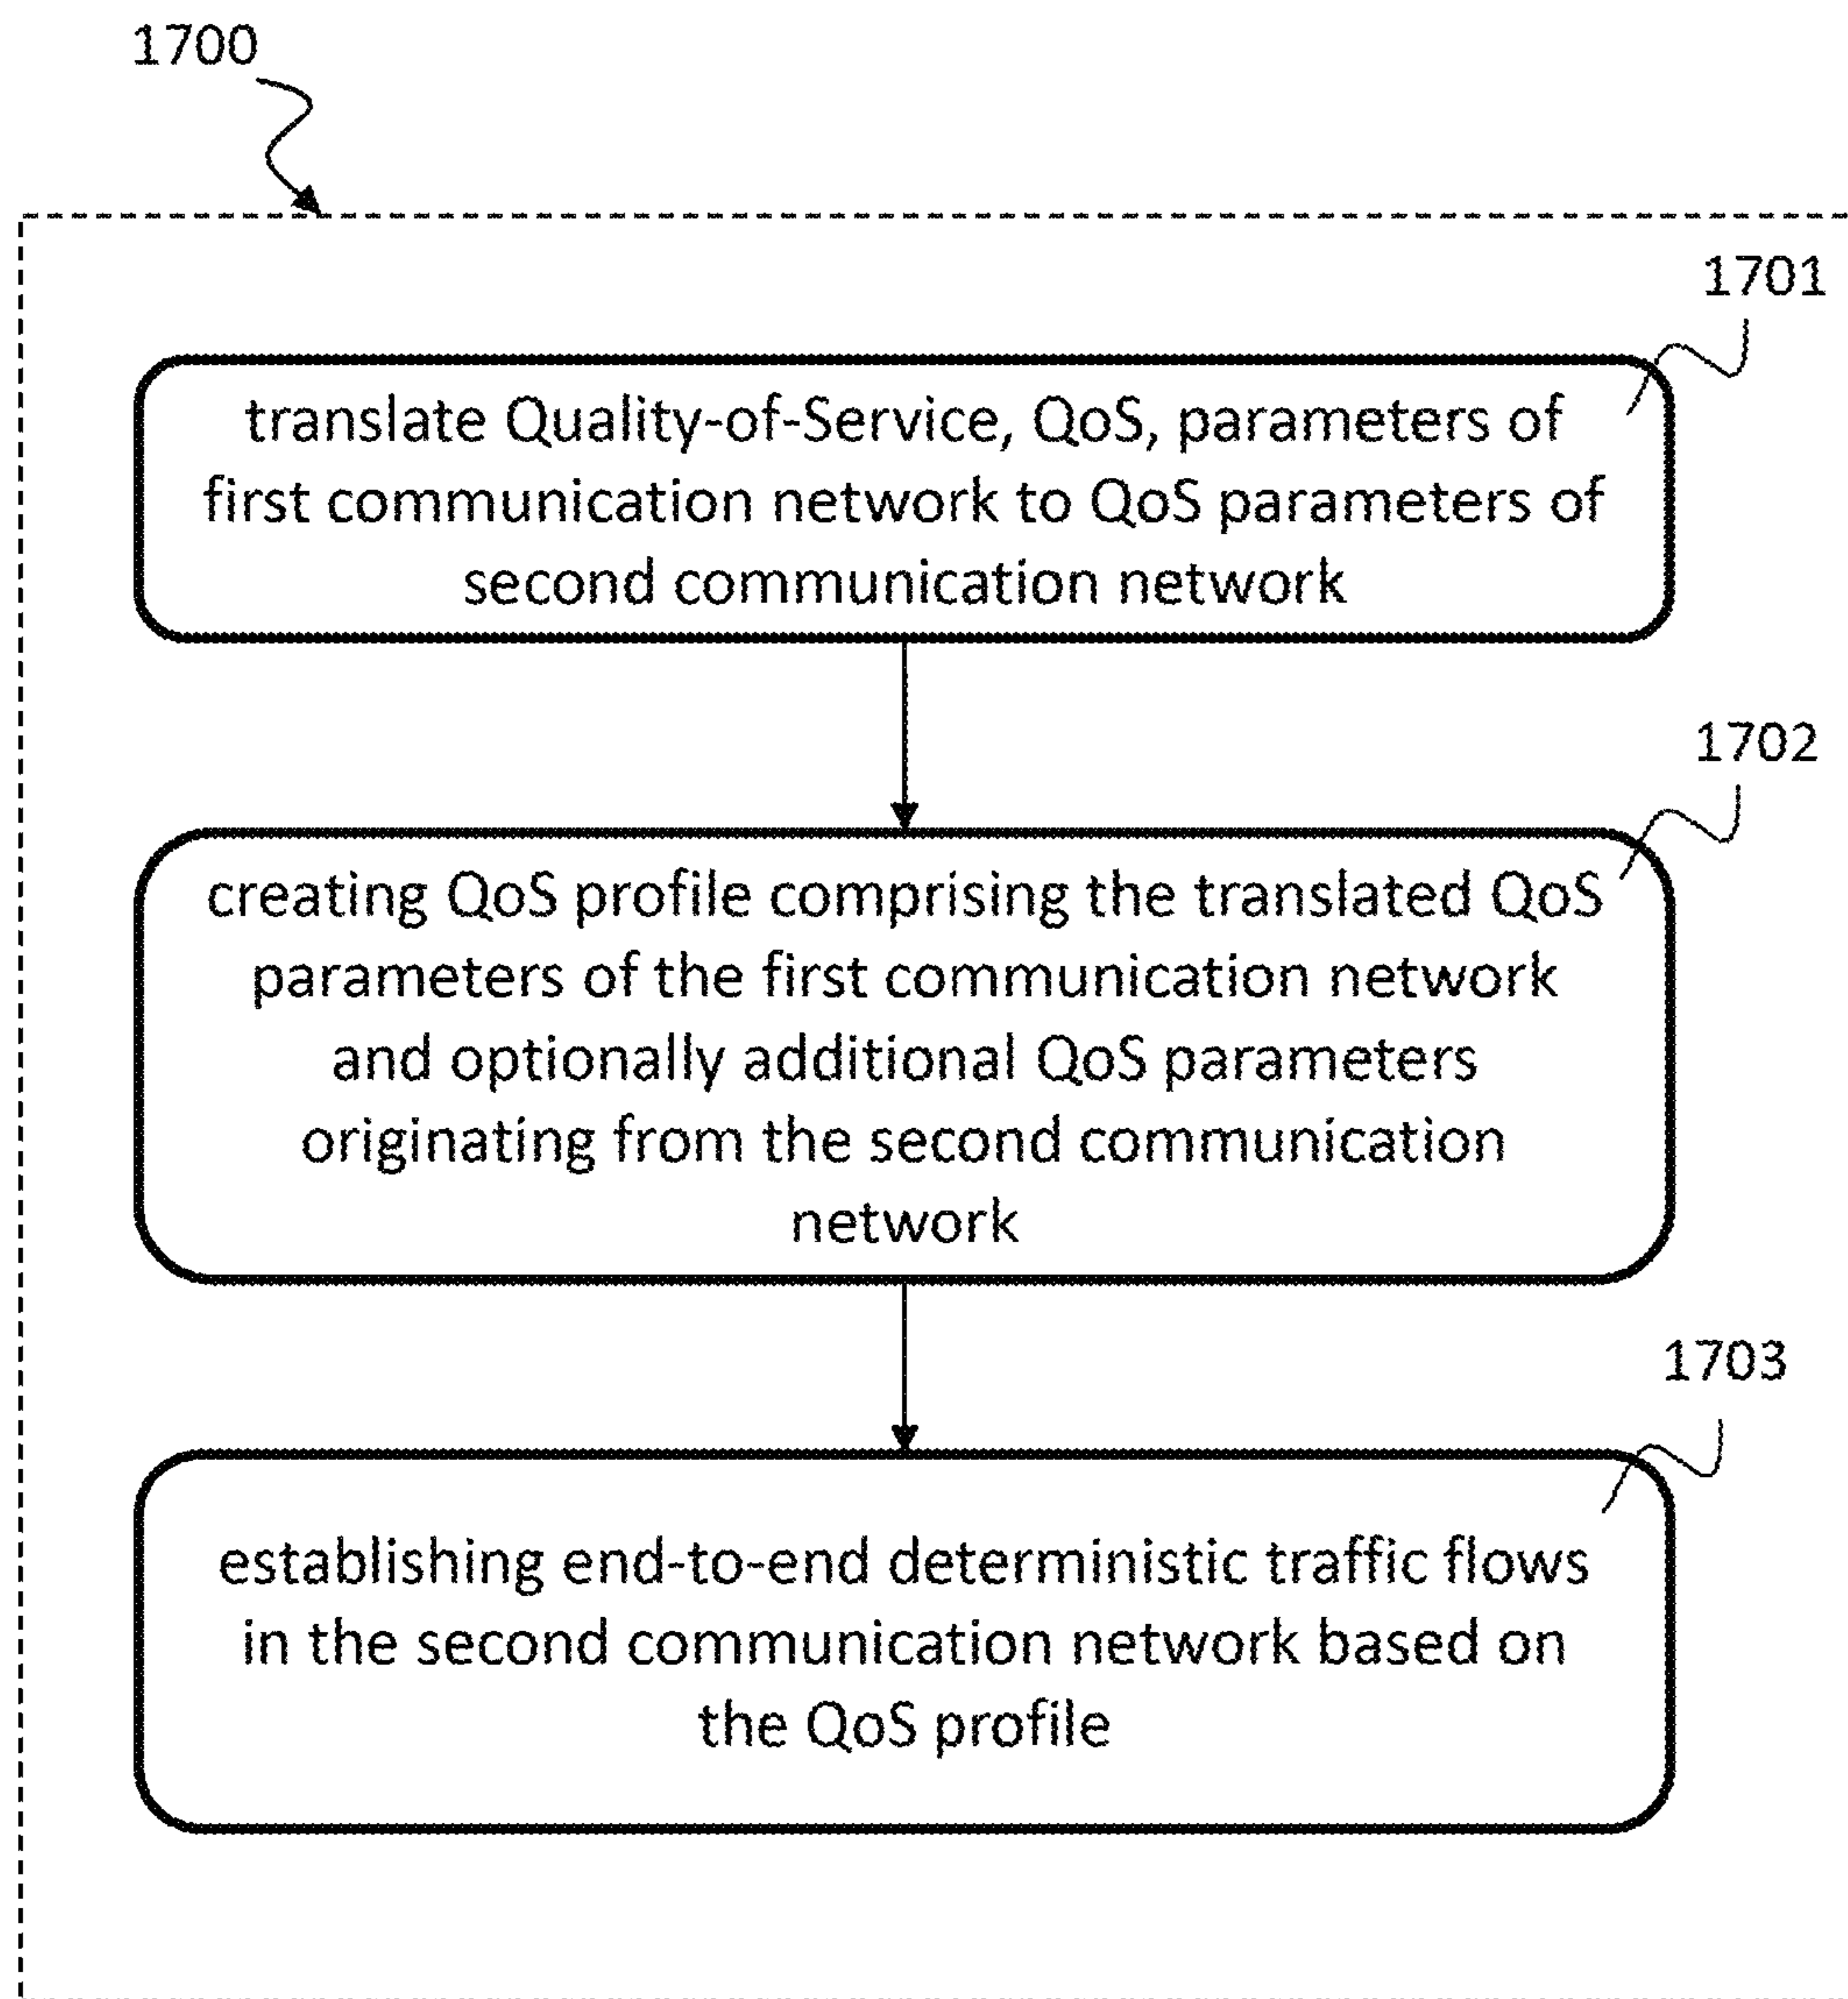 1700
1701
translate Quality-of-Service, QoS, parameters of
first communication network to QoS parameters of
second communication network
1702
creating QoS profile comprising the translated QoS
parameters of the first communication network
and optionally additional QoS parameters
originating from the second communication
network
1703
establishing end-to-end deterministic traffic flows
in the second communication network based on
the QoS profile